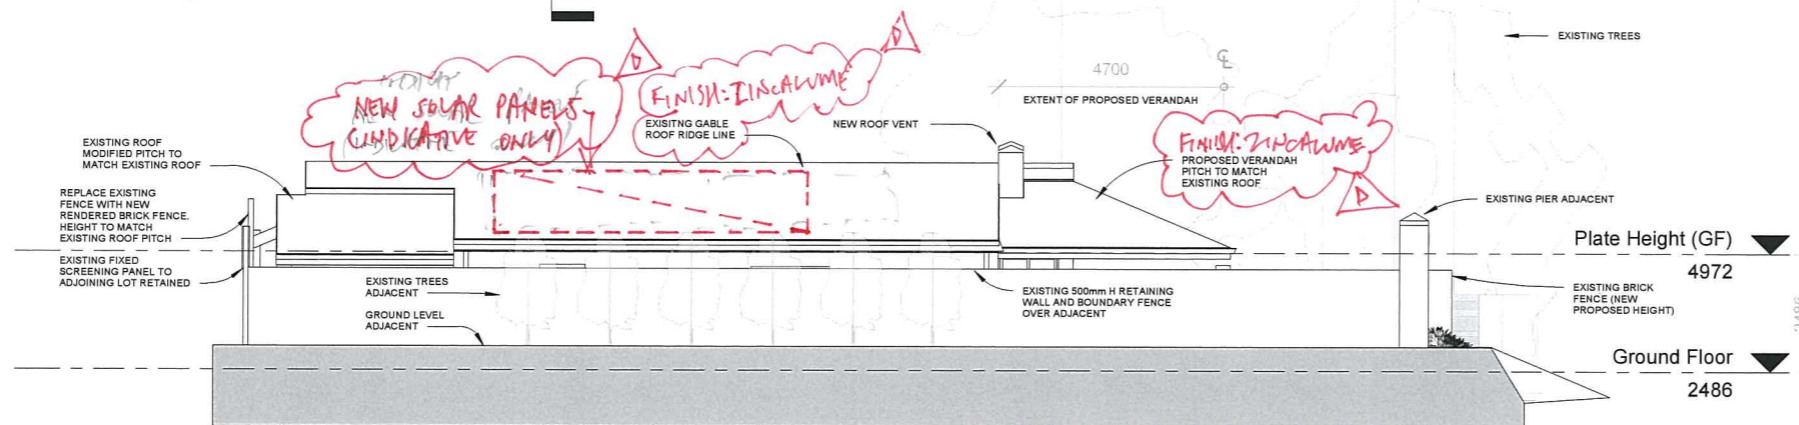 EXISTING TREES
D
D
NEW SOLAR PANELS
(INDICATIVE ONLY)
FINISH: ZINCALUME
4700
EXTENT OF PROPOSED VERANDAH
EXISITNG GABLE
ROOF RIDGE LINE
NEW ROOF VENT
FINISH: ZINCALUME
PROPOSED VERANDAH
PITCH TO MATCH
EXISTING ROOF
D
EXISTING ROOF
MODIFIED PITCH TO
MATCH EXISTING ROOF
REPLACE EXISTING
FENCE WITH NEW
RENDERED BRICK FENCE.
HEIGHT TO MATCH
EXISTING ROOF PITCH
EXISTING FIXED
SCREENING PANEL TO
ADJOINING LOT RETAINED
EXISTING PIER ADJACENT
Plate Height (GF)
4972
EXISTING TREES
ADJACENT
GROUND LEVEL
ADJACENT
EXISTING 500mm H RETAINING
WALL AND BOUNDARY FENCE
OVER ADJACENT
EXISTING BRICK
FENCE (NEW
PROPOSED HEIGHT)
2486
Ground Floor
2486